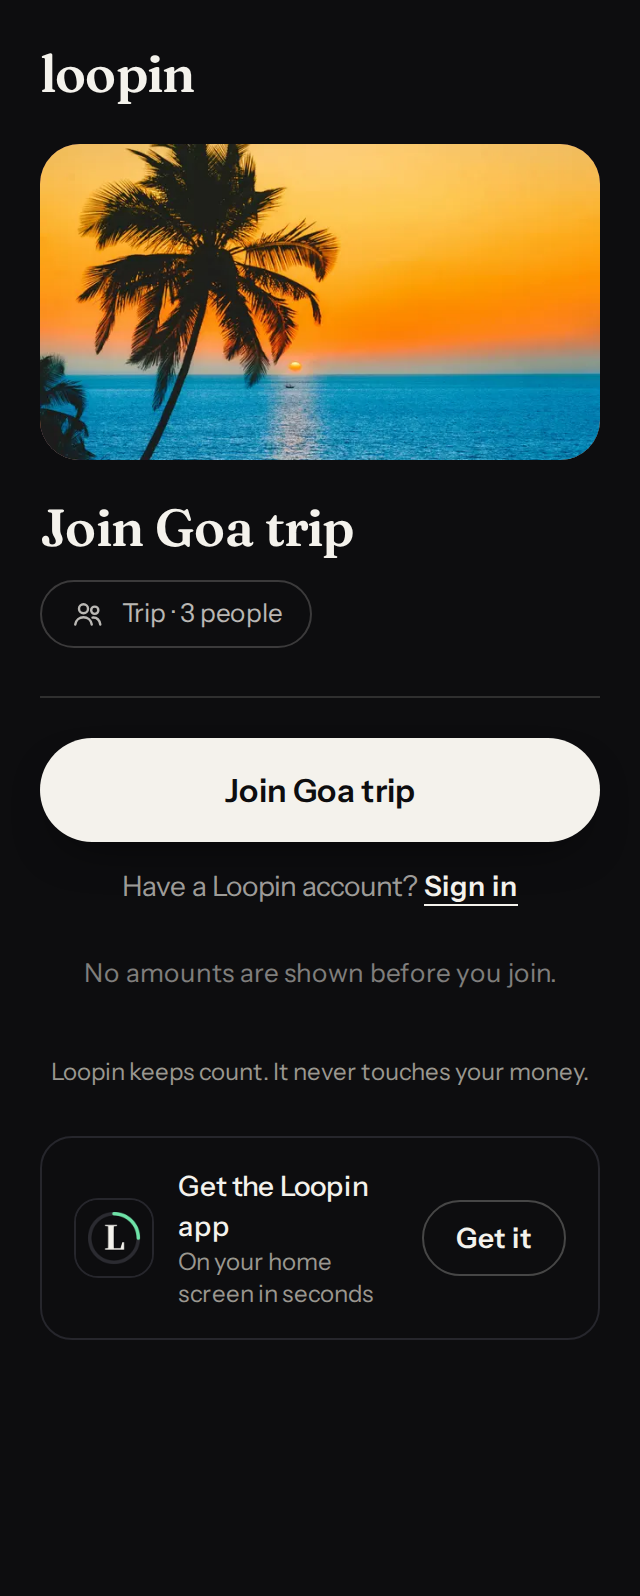 loopin
Join Goa trip
Trip · 3 people
Join Goa trip
Have a Loopin account? Sign in
No amounts are shown before you join.
Loopin keeps count. It never touches your money.
L
Get the Loopin
app
On your home
screen in seconds
Get it